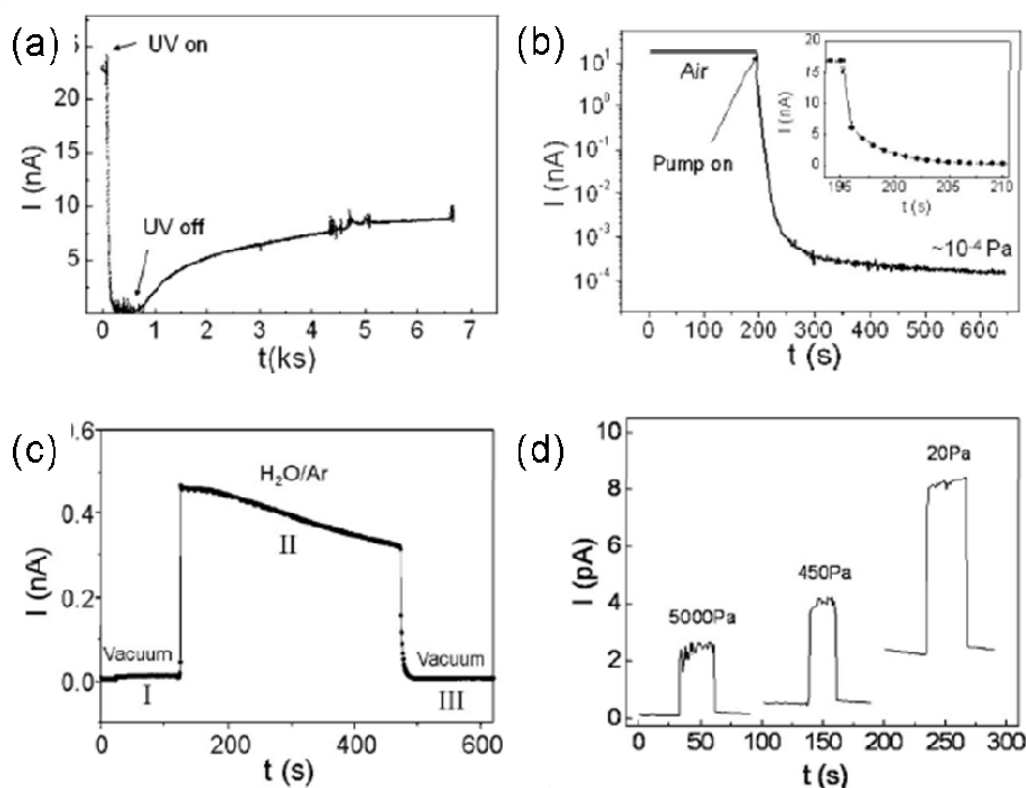 (a)
UV on
UV off
I (nA)
25
20
15
10
5
0 1 2 3 4 5 6 7
t(ks)
(b)
Air
Pump on
~10⁻⁴ Pa
I (nA)
10¹
10⁰
10⁻¹
10⁻²
10⁻³
10⁻⁴
0 100 200 300 400 500 600
t (s)
I (nA)
20
15
10
5
0
195 200 205 210
t (s)
(c)
H₂O/Ar
II
Vacuum
I
Vacuum
III
I (nA)
0.6
0.4
0.2
0.0
0 200 400 600
t (s)
(d)
5000Pa
450Pa
20Pa
I (pA)
10
8
6
4
2
0
0 50 100 150 200 250 300
t (s)